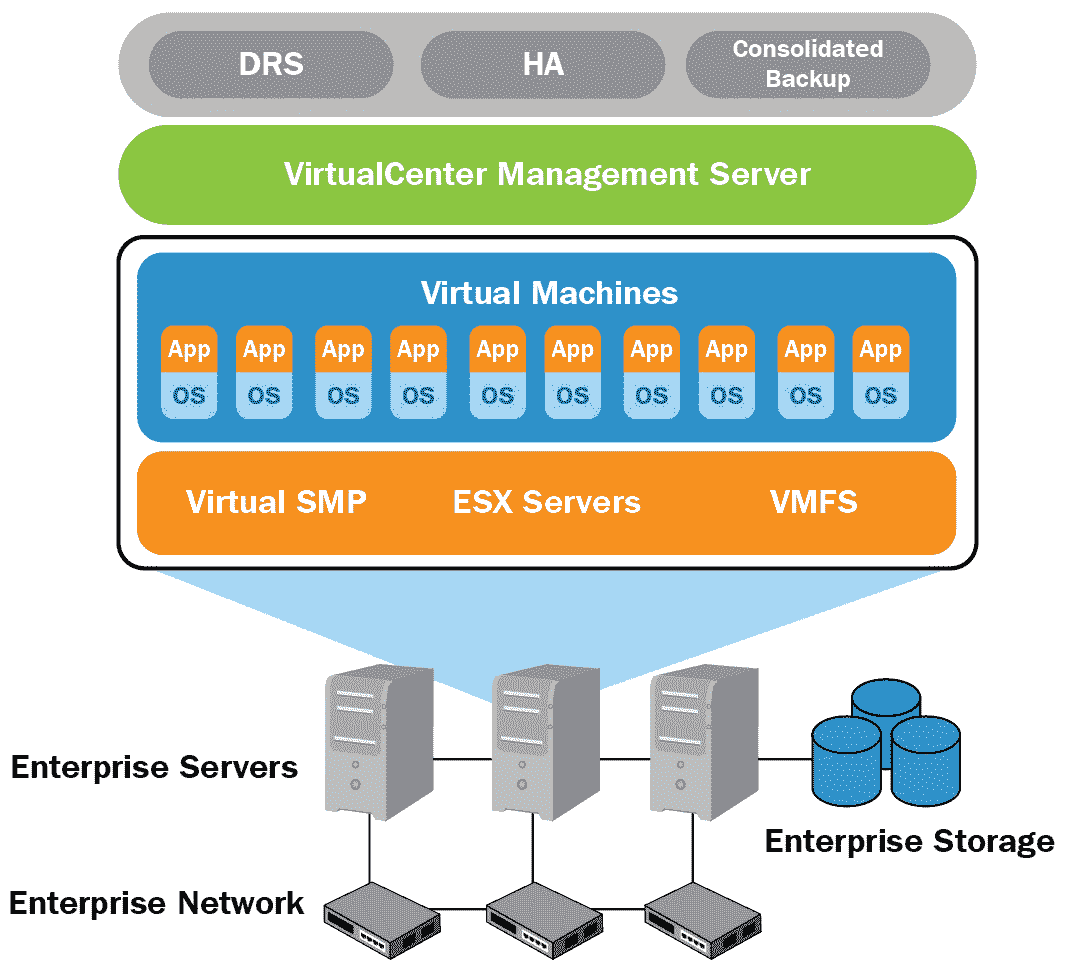 DRS
HA
Consolidated
Backup
VirtualCenter Management Server
Virtual Machines
App App App App App App App App App App
OS OS OS OS OS OS OS OS OS OS
Virtual SMP ESX Servers VMFS
Enterprise Servers
Enterprise Storage
Enterprise Network